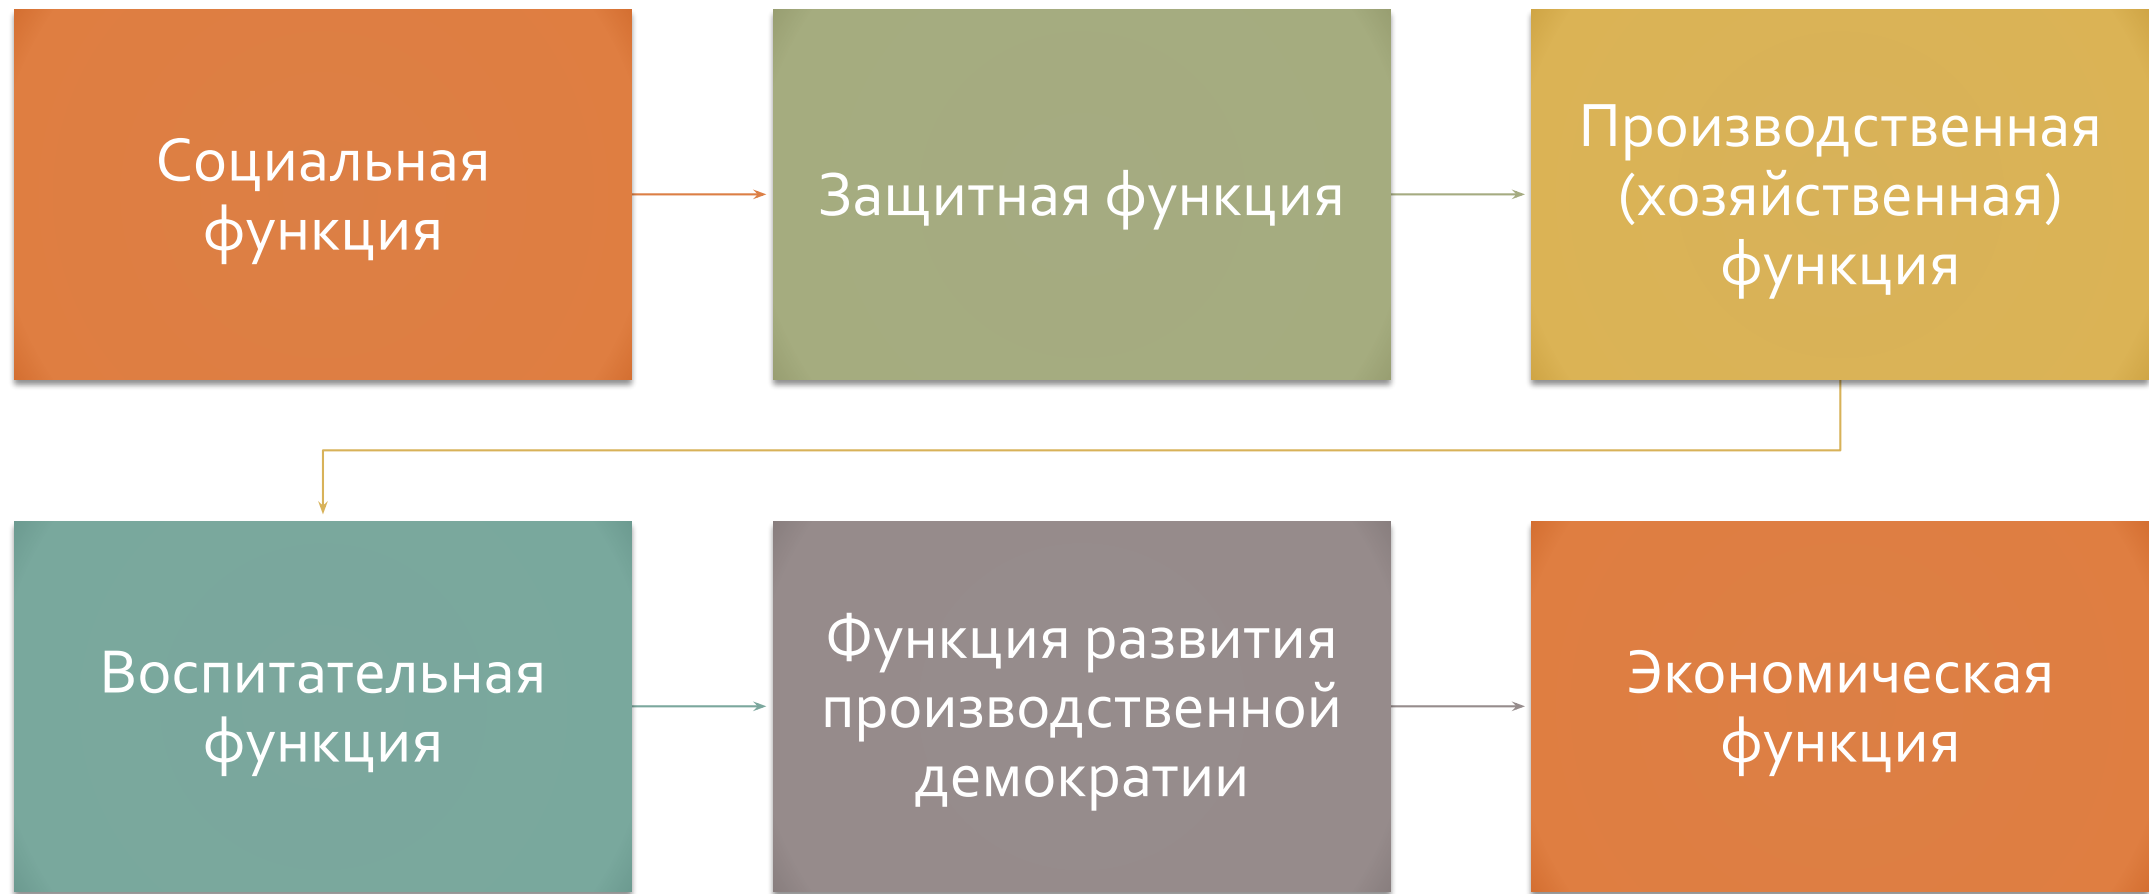 Социальная
функция
Защитная функция
Производственная
(хозяйственная)
функция
Воспитательная
функция
Функция развития
производственной
демократии
Экономическая
функция